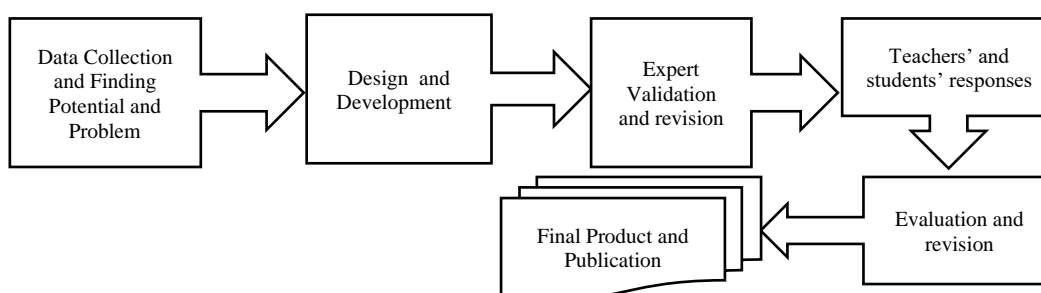 Data Collection
and Finding
Potential and
Problem
Design and
Development
Expert
Validation
and revision
Teachers’ and
students’ responses
Evaluation and
revision
Final Product and
Publication